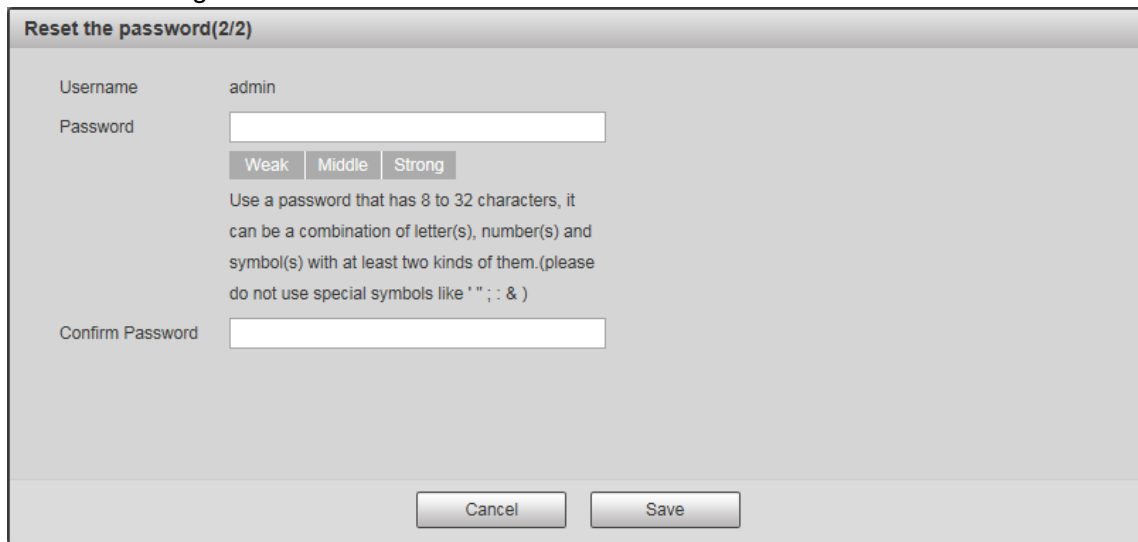 Reset the password(2/2)
Username admin
Password
Weak Middle Strong
Use a password that has 8 to 32 characters, it
can be a combination of letter(s), number(s) and
symbol(s) with at least two kinds of them.(please
do not use special symbols like ' " ; : & )
Confirm Password
Cancel Save